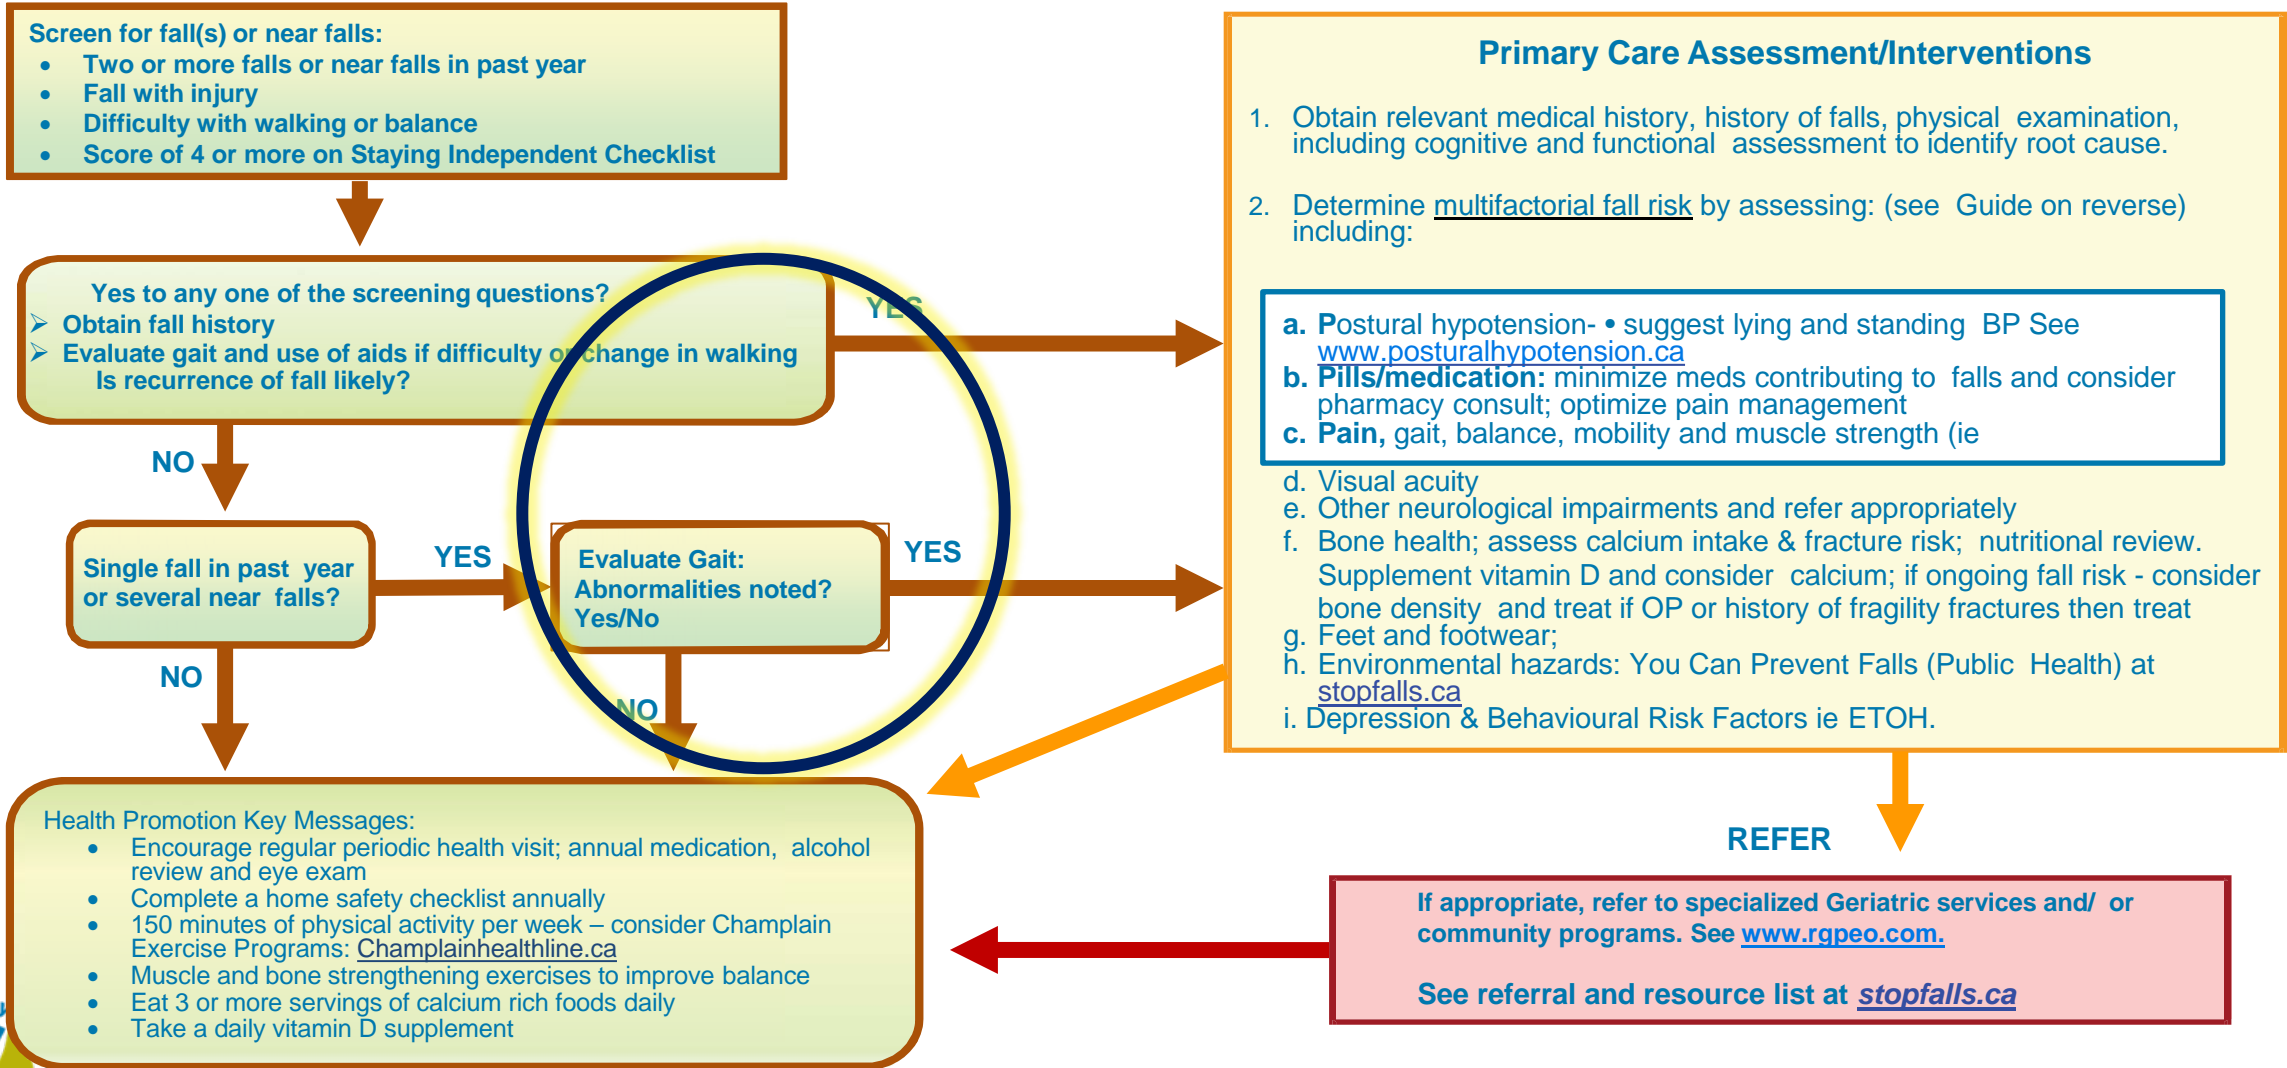 Screen for fall(s) or near falls:
• Two or more falls or near falls in past year
• Fall with injury
• Difficulty with walking or balance
• Score of 4 or more on Staying Independent Checklist
Yes to any one of the screening questions?
➢ Obtain fall history
➢ Evaluate gait and use of aids if difficulty or change in walking
Is recurrence of fall likely?
YES
NO
Single fall in past year
or several near falls?
YES
Evaluate Gait:
Abnormalities noted?
Yes/No
YES
NO
NO
Health Promotion Key Messages:
• Encourage regular periodic health visit; annual medication, alcohol
review and eye exam
• Complete a home safety checklist annually
• 150 minutes of physical activity per week – consider Champlain
Exercise Programs: Champlainhealthline.ca
• Muscle and bone strengthening exercises to improve balance
• Eat 3 or more servings of calcium rich foods daily
• Take a daily vitamin D supplement
Primary Care Assessment/Interventions
1. Obtain relevant medical history, history of falls, physical examination,
including cognitive and functional assessment to identify root cause.
2. Determine multifactorial fall risk by assessing: (see Guide on reverse)
including:
a. Postural hypotension- • suggest lying and standing BP See
www.posturalhypotension.ca
b. Pills/medication: minimize meds contributing to falls and consider
pharmacy consult; optimize pain management
c. Pain, gait, balance, mobility and muscle strength (ie
d. Visual acuity
e. Other neurological impairments and refer appropriately
f. Bone health; assess calcium intake & fracture risk; nutritional review.
Supplement vitamin D and consider calcium; if ongoing fall risk - consider
bone density and treat if OP or history of fragility fractures then treat
g. Feet and footwear;
h. Environmental hazards: You Can Prevent Falls (Public Health) at
stopfalls.ca
i. Depression & Behavioural Risk Factors ie ETOH.
REFER
If appropriate, refer to specialized Geriatric services and/ or
community programs. See www.rgpeo.com.
See referral and resource list at stopfalls.ca